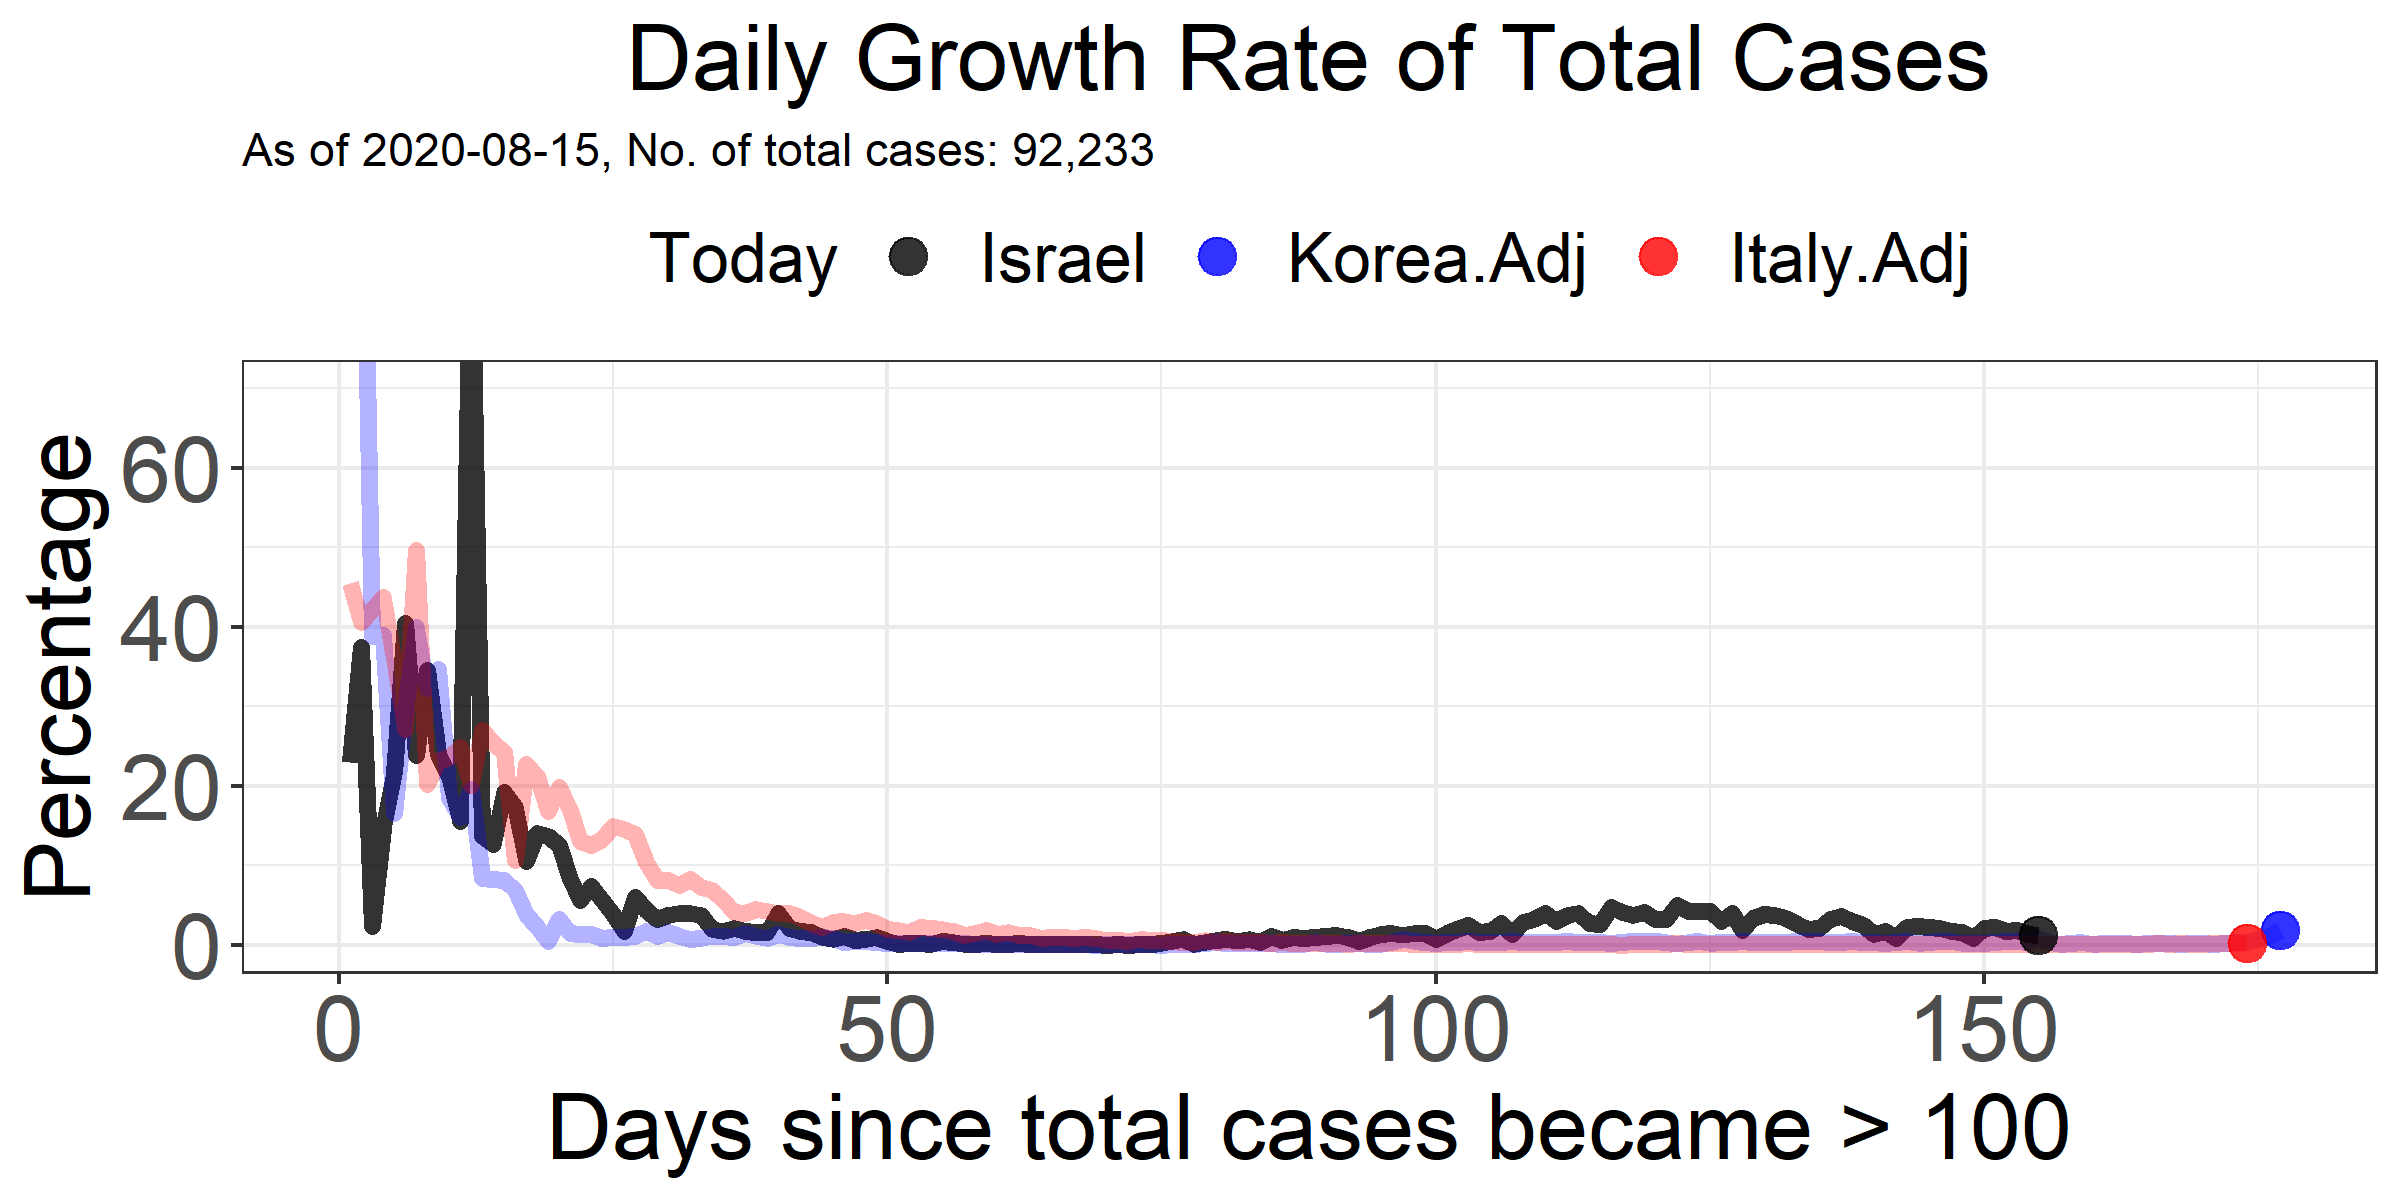 Daily Growth Rate of Total Cases
As of 2020-08-15, No. of total cases: 92,233
Today Israel Korea.Adj Italy.Adj
Percentage
60
40
20
0
0 50 100 150
Days since total cases became > 100